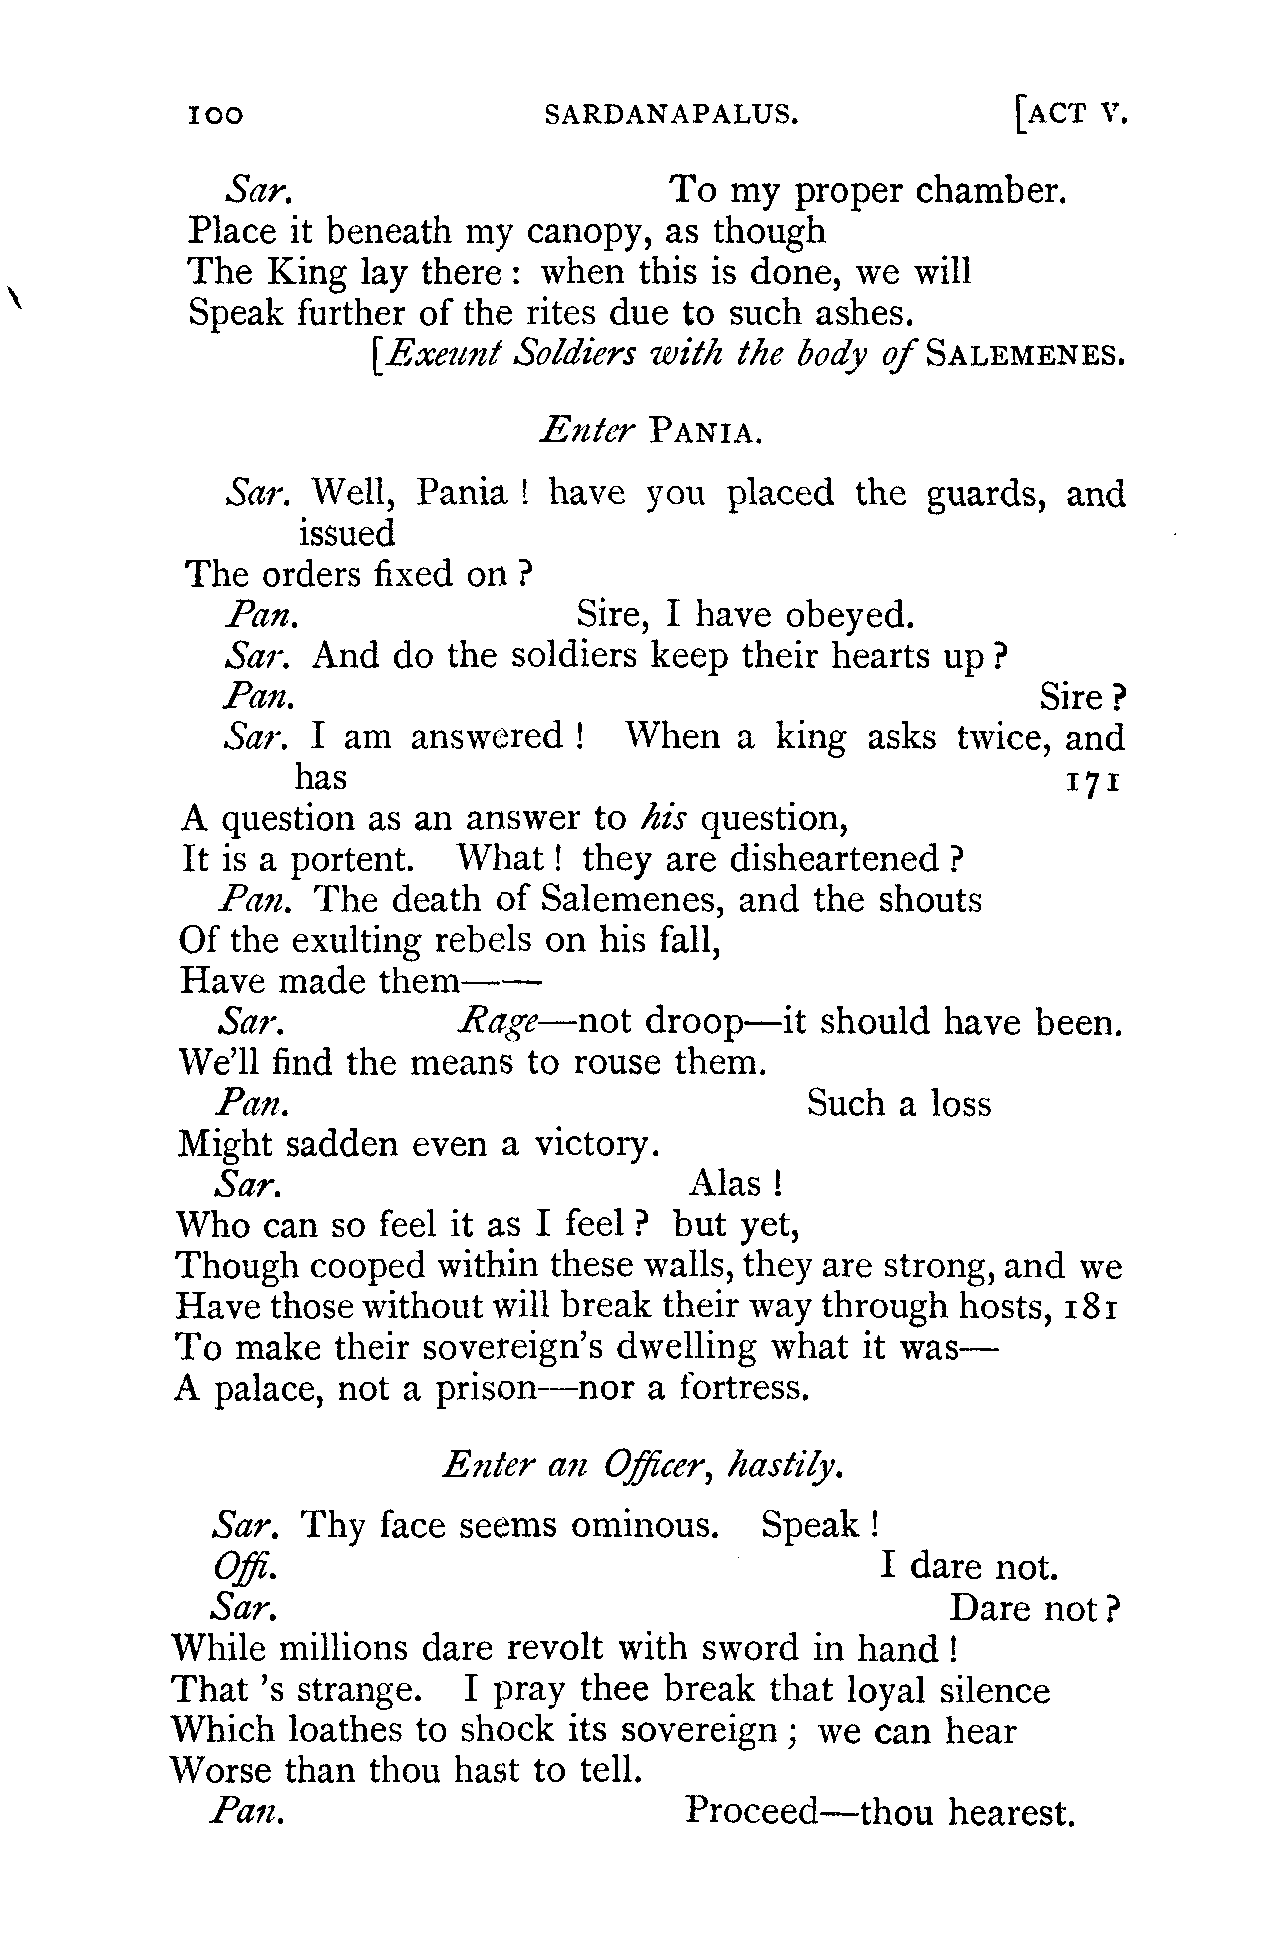 100 SARDANAPALUS. [ACT V.
Sar. To my proper chamber.
Place it beneath my canopy, as though
The King lay there : when this is done, we will
Speak further of the rites due to such ashes.
[Exeunt Soldiers with the body of SALEMENES.
Enter PANIA.
Sar. Well, Pania ! have you placed the guards, and
issued
The orders fixed on ?
Pan. Sire, I have obeyed.
Sar. And do the soldiers keep their hearts up ?
Pan. Sire ?
Sar. I am answered ! When a king asks twice, and
has 171
A question as an answer to his question,
It is a portent. What ! they are disheartened ?
Pan. The death of Salemenes, and the shouts
Of the exulting rebels on his fall,
Have made them——
Sar. Rage—not droop—it should have been.
We'll find the means to rouse them.
Pan. Such a loss
Might sadden even a victory.
Sar. Alas !
Who can so feel it as I feel ? but yet,
Though cooped within these walls, they are strong, and we
Have those without will break their way through hosts, 181
To make their sovereign's dwelling what it was—
A palace, not a prison—nor a fortress.
Enter an Officer, hastily.
Sar. Thy face seems ominous. Speak !
Offi. I dare not.
Sar. Dare not ?
While millions dare revolt with sword in hand !
That 's strange. I pray thee break that loyal silence
Which loathes to shock its sovereign ; we can hear
Worse than thou hast to tell.
Pan. Proceed—thou hearest.